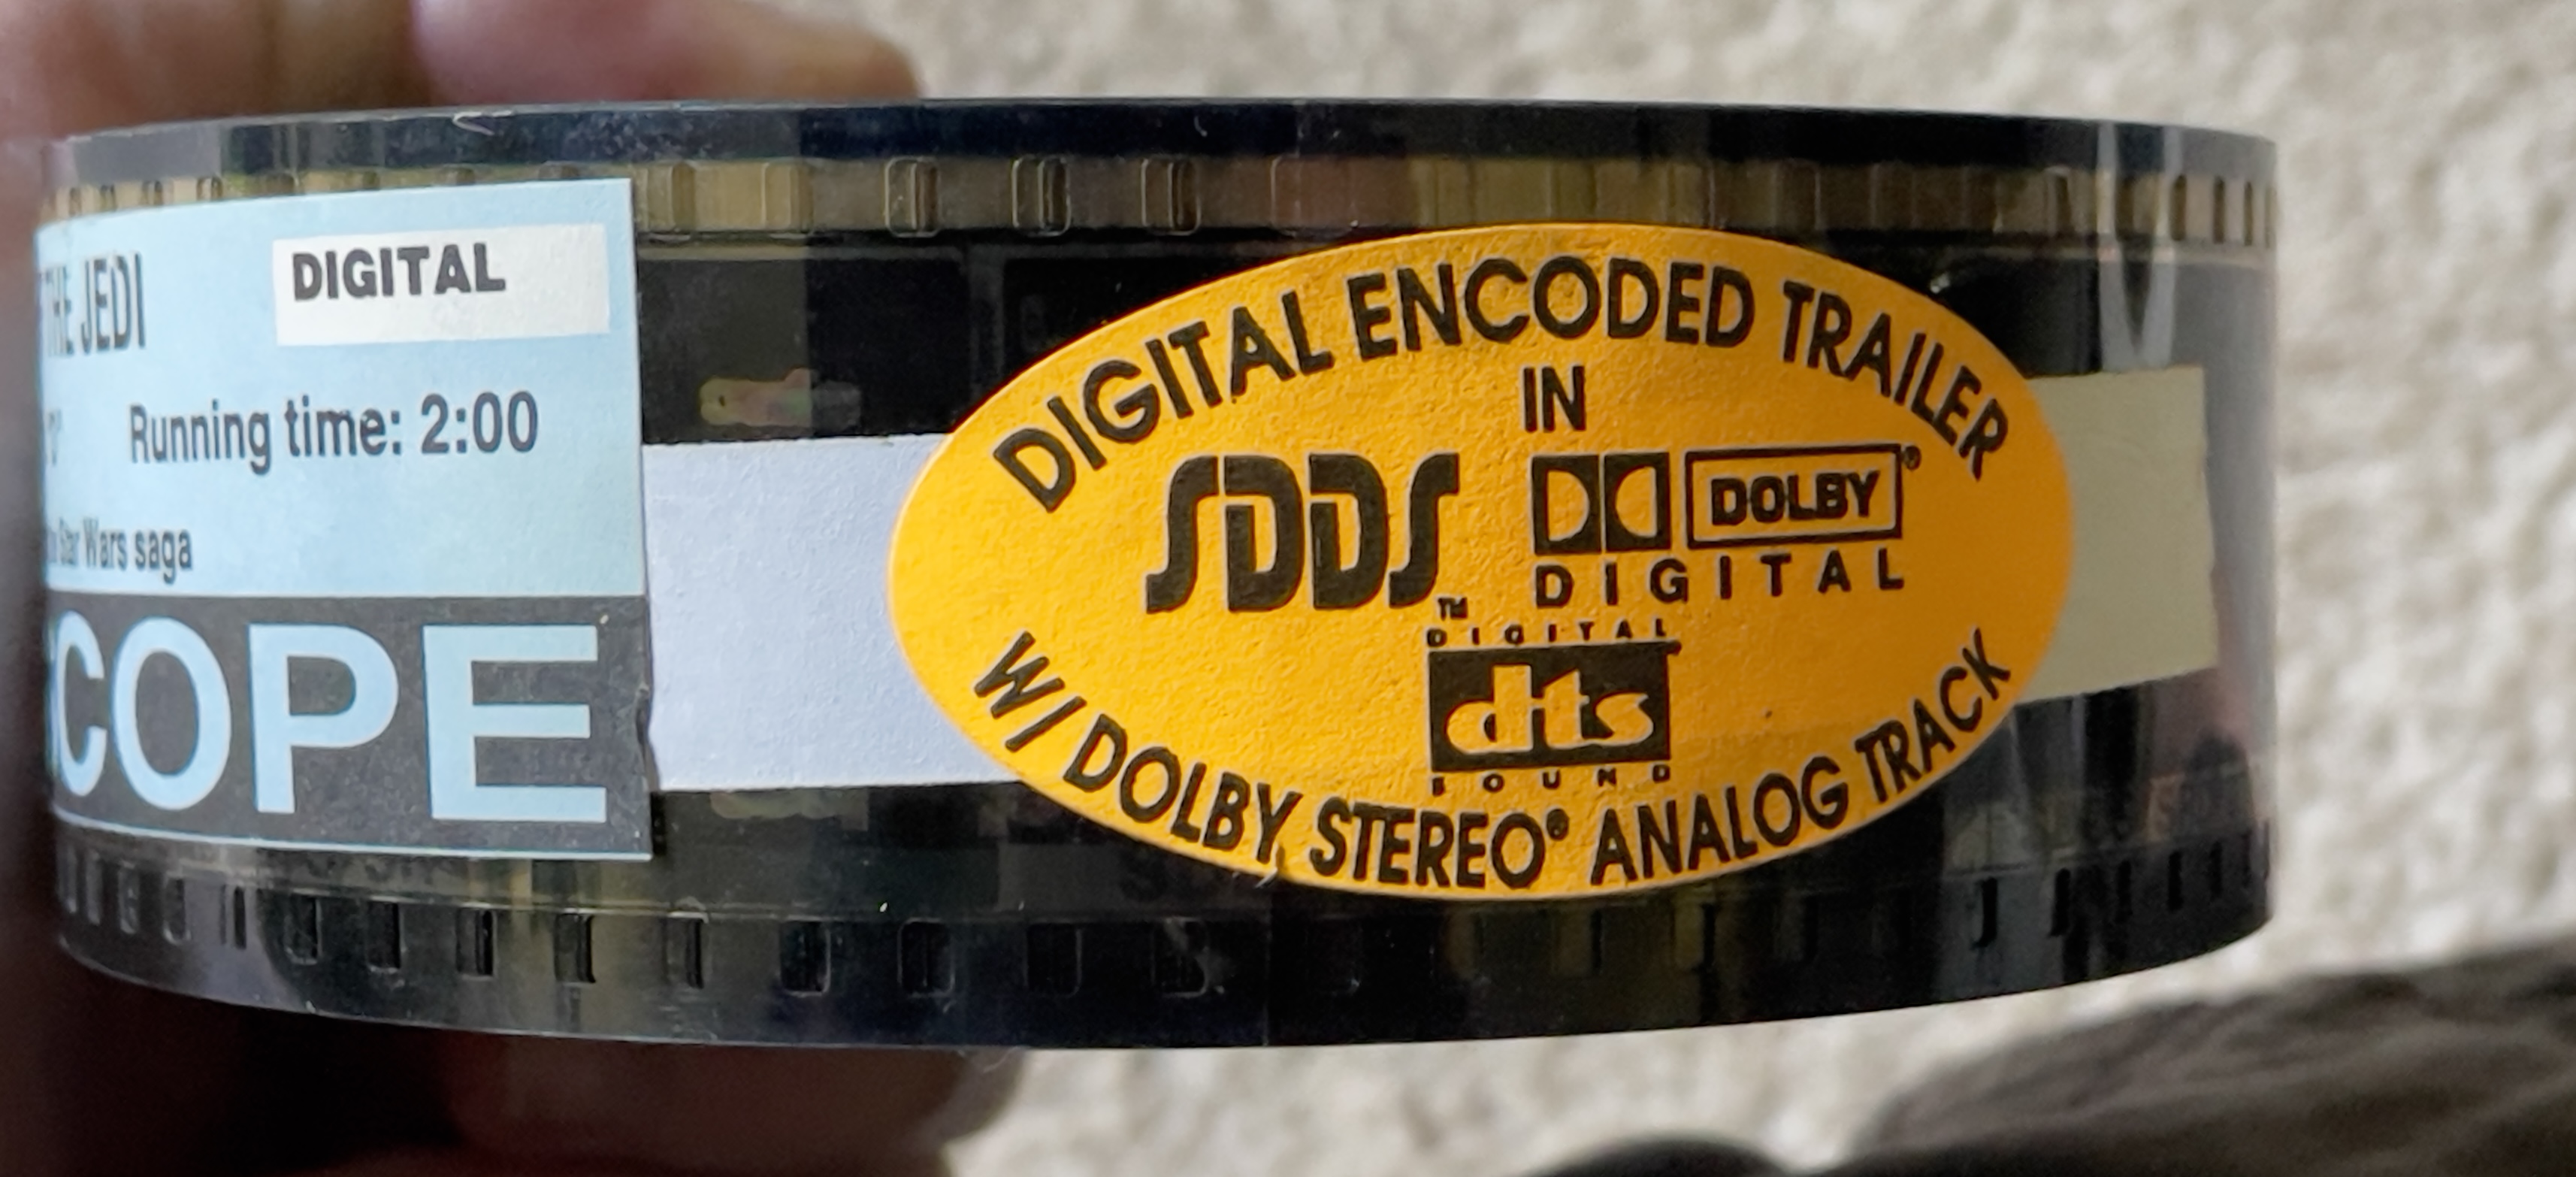 THE JEDI
DIGITAL
Running time: 2:00
Star Wars saga
COPE
DIGITAL ENCODED TRAILER
IN
SDDS™
DOLBY®
DIGITAL
DIGITAL
dts
SOUND
W/ DOLBY STEREO® ANALOG TRACK